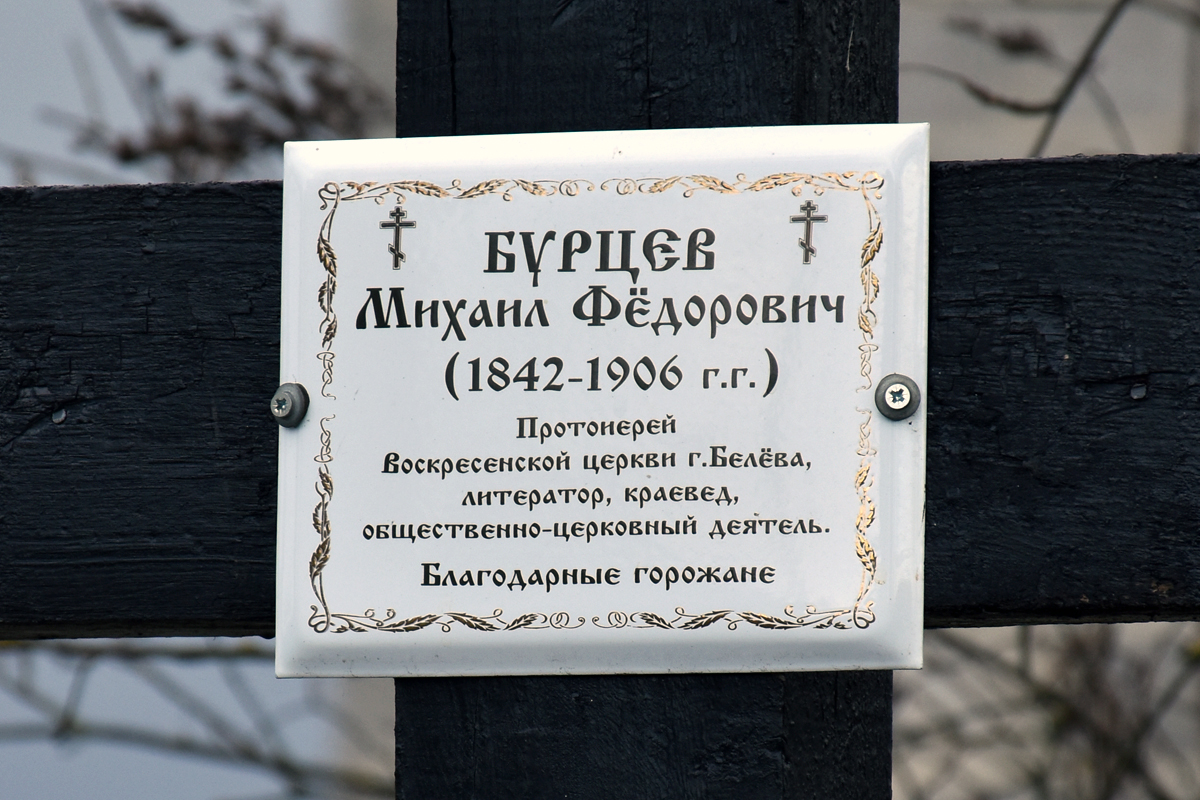 БУРЦЕВ
Михаил Фёдорович
(1842-1906 г.г.)
Протоиерей
Воскресенской церкви г.Белёва,
литератор, краевед,
общественно-церковный деятель.
Благодарные горожане